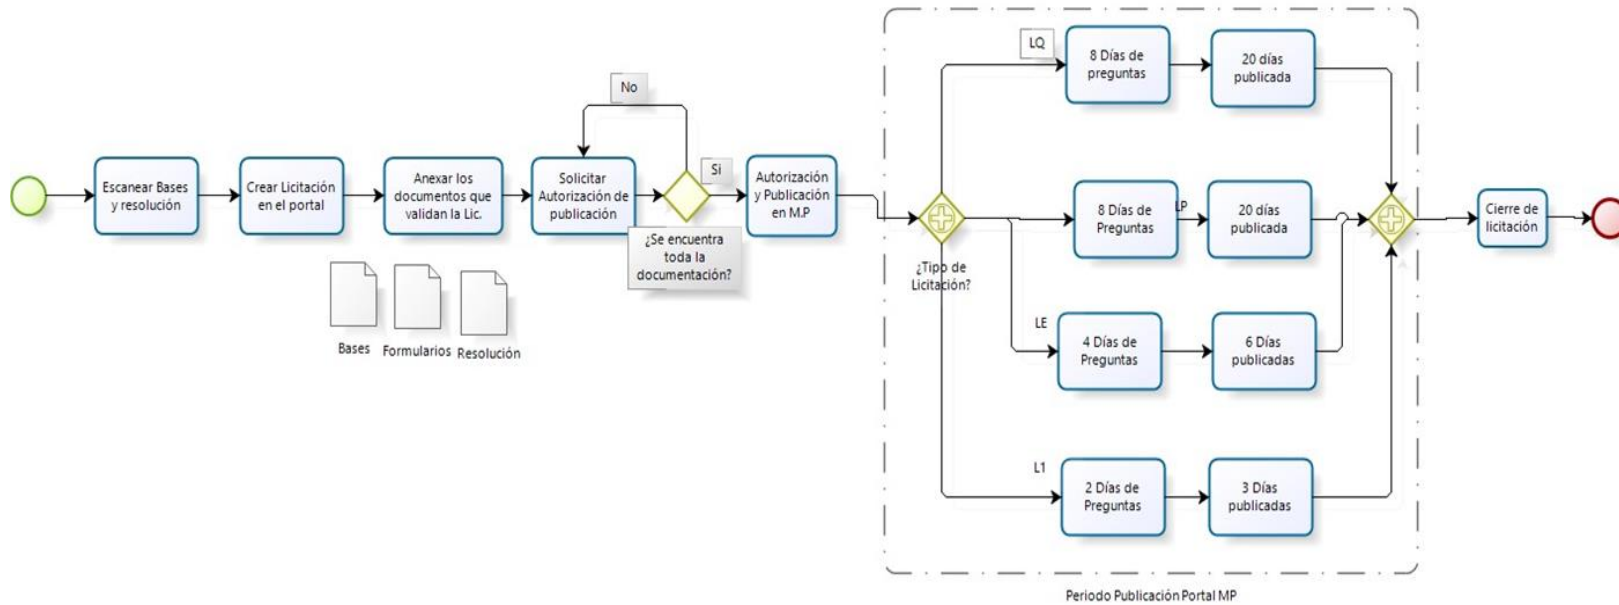 Escanear Bases
y resolución
Crear Licitación
en el portal
Anexar los
documentos que
validan la Lic.
Bases
Formularios
Resolución
Solicitar
Autorización de
publicación
No
Si
¿Se encuentra
toda la
documentación?
Autorización
y Publicación
en M.P
¿Tipo de
Licitación?
LQ
8 Días de
preguntas
20 días
publicada
8 Días de
Preguntas
LP
20 días
publicada
LE
4 Días de
Preguntas
6 Días
publicadas
L1
2 Días de
Preguntas
3 Días
publicadas
Cierre de
licitación
Periodo Publicación Portal MP